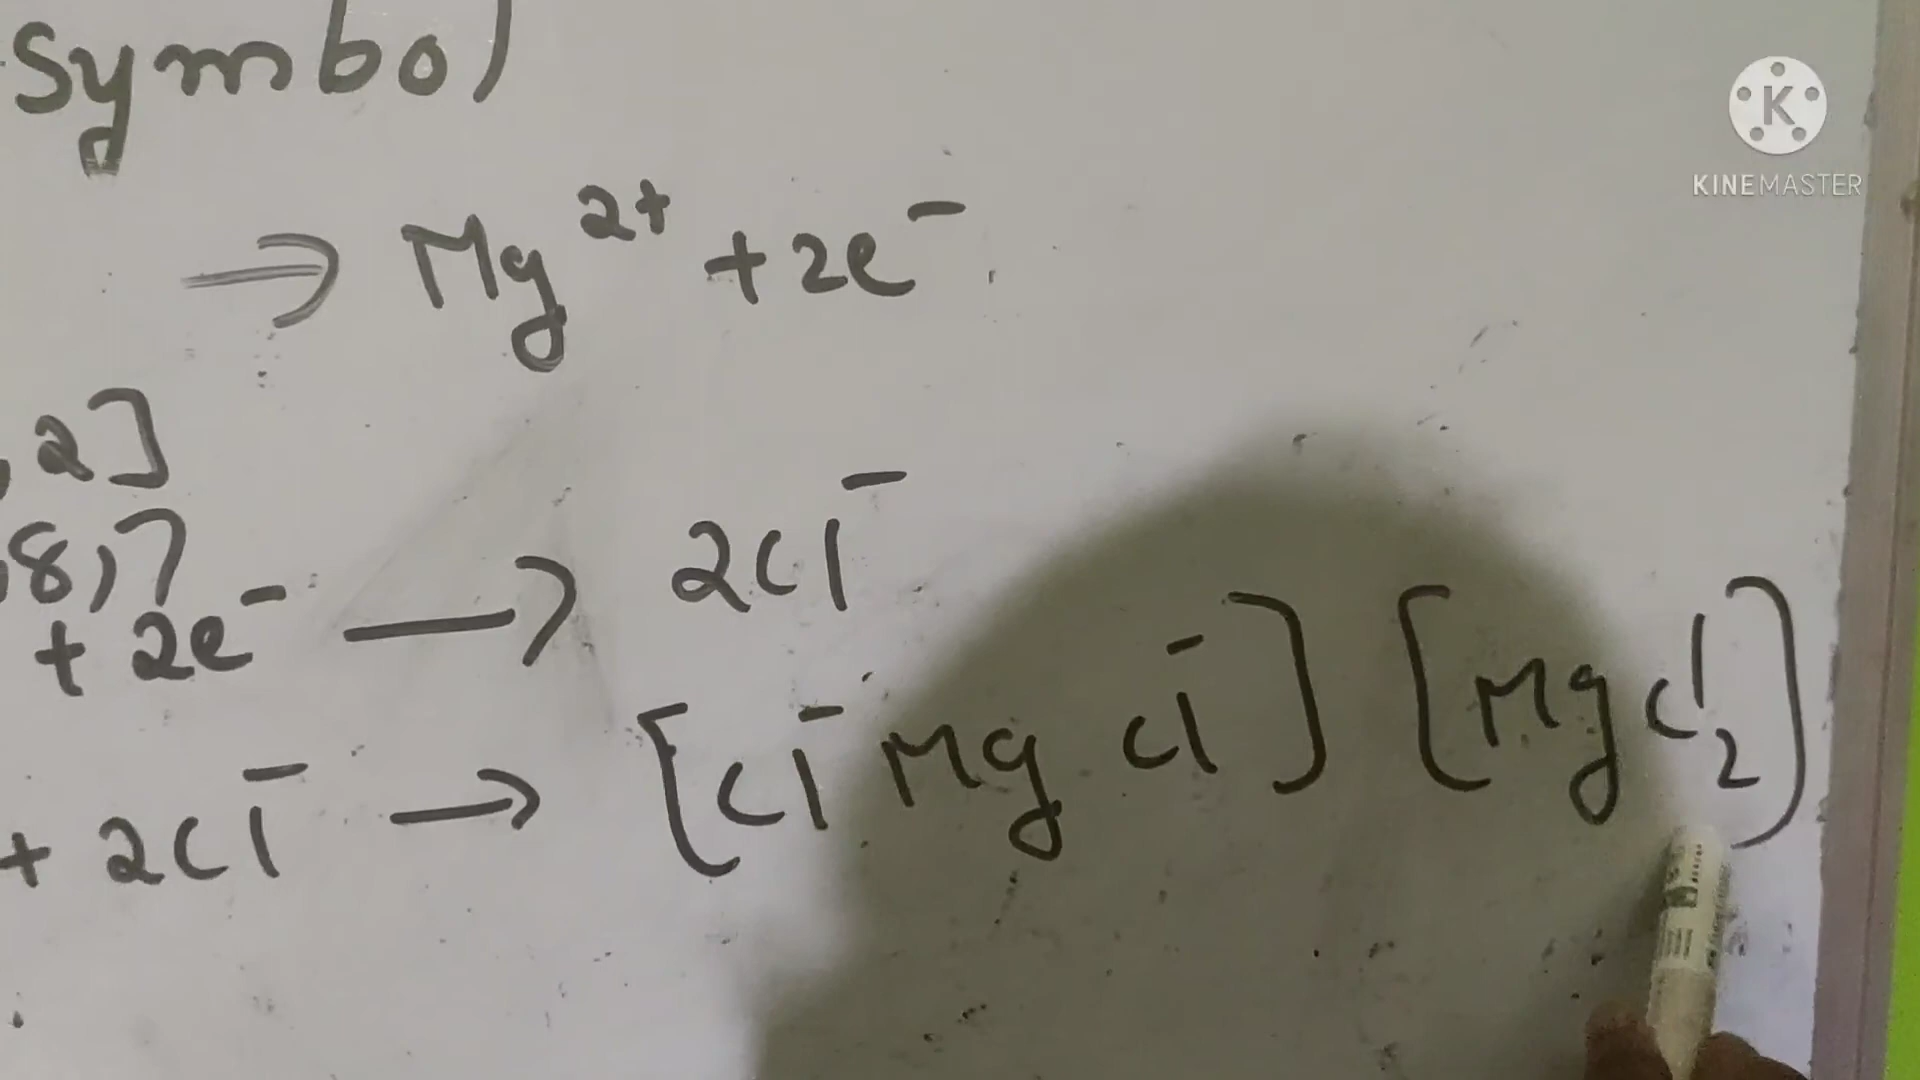 Symbol
KINEMASTER
→ Mg²⁺ + 2e⁻
, 2]
,8,7
+ 2e⁻ → 2Cl⁻
+ 2Cl⁻ → [Cl⁻ Mg Cl⁻] [MgCl₂]